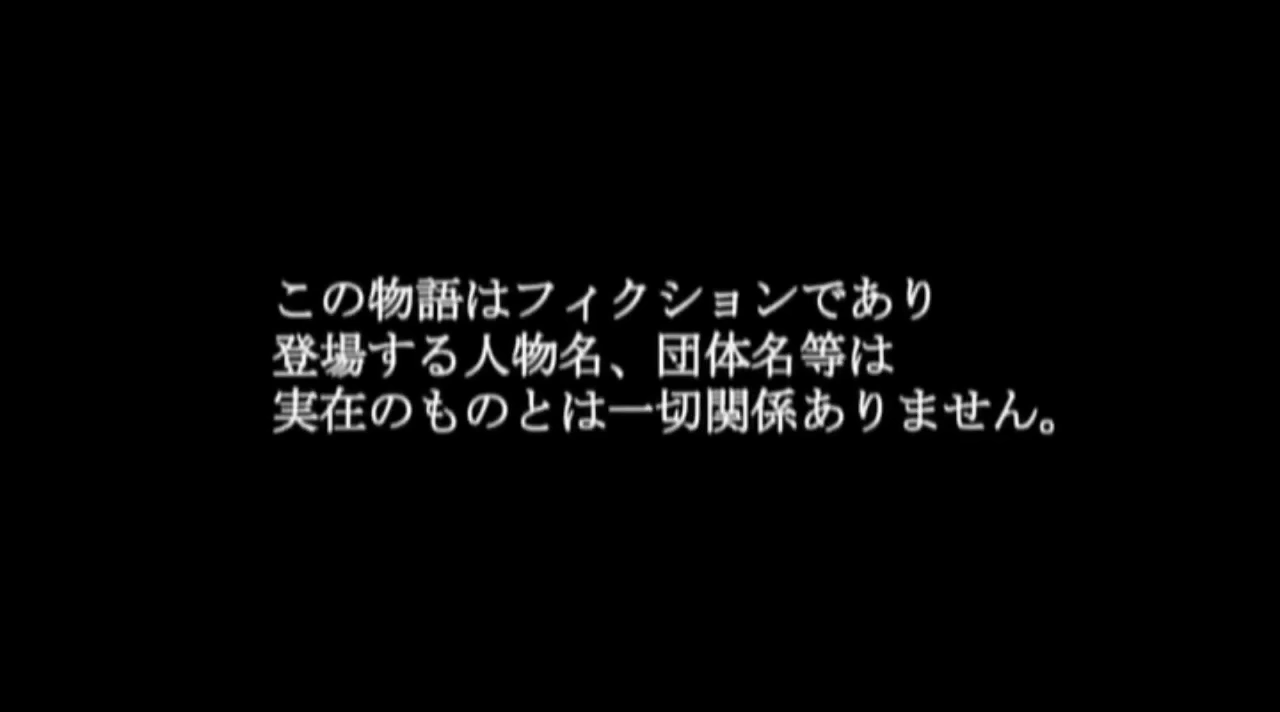 この物語はフィクションであり
登場する人物名、団体名等は
実在のものとは一切関係ありません。